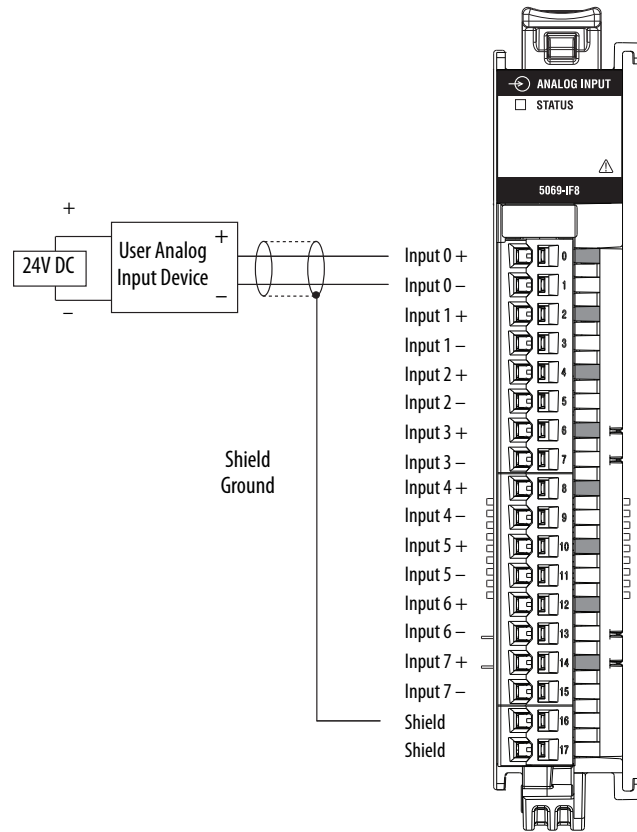 ANALOG INPUT
STATUS
5069-IF8
+
24V DC
−
User Analog
Input Device
+
−
Shield
Ground
Input 0 +
Input 0 −
Input 1 +
Input 1 −
Input 2 +
Input 2 −
Input 3 +
Input 3 −
Input 4 +
Input 4 −
Input 5 +
Input 5 −
Input 6 +
Input 6 −
Input 7 +
Input 7 −
Shield
Shield
0
1
2
3
4
5
6
7
8
9
10
11
12
13
14
15
16
17